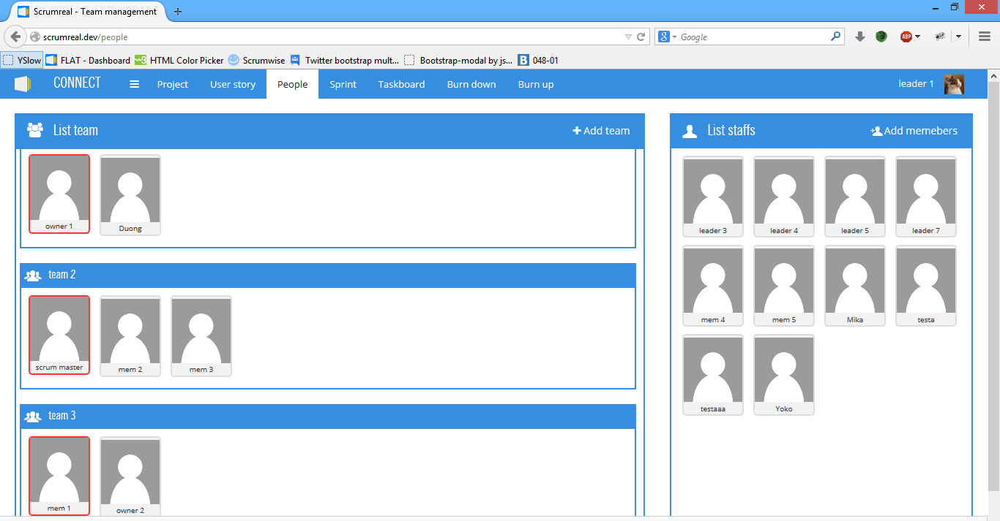 Scrumreal - Team management
scrumreal.dev/people
Google
ABP
YSlow FLAT - Dashboard HTML Color Picker Scrumwise Twitter bootstrap mult... Bootstrap-modal by js... 048-01
CONNECT Project User story People Sprint Taskboard Burn down Burn up leader 1
List team Add team
owner 1 Duong
team 2
scrum master mem 2 mem 3
team 3
mem 1 owner 2
List staffs Add memebers
leader 3 leader 4 leader 5 leader 7
mem 4 mem 5 Mika testa
testaaa Yoko